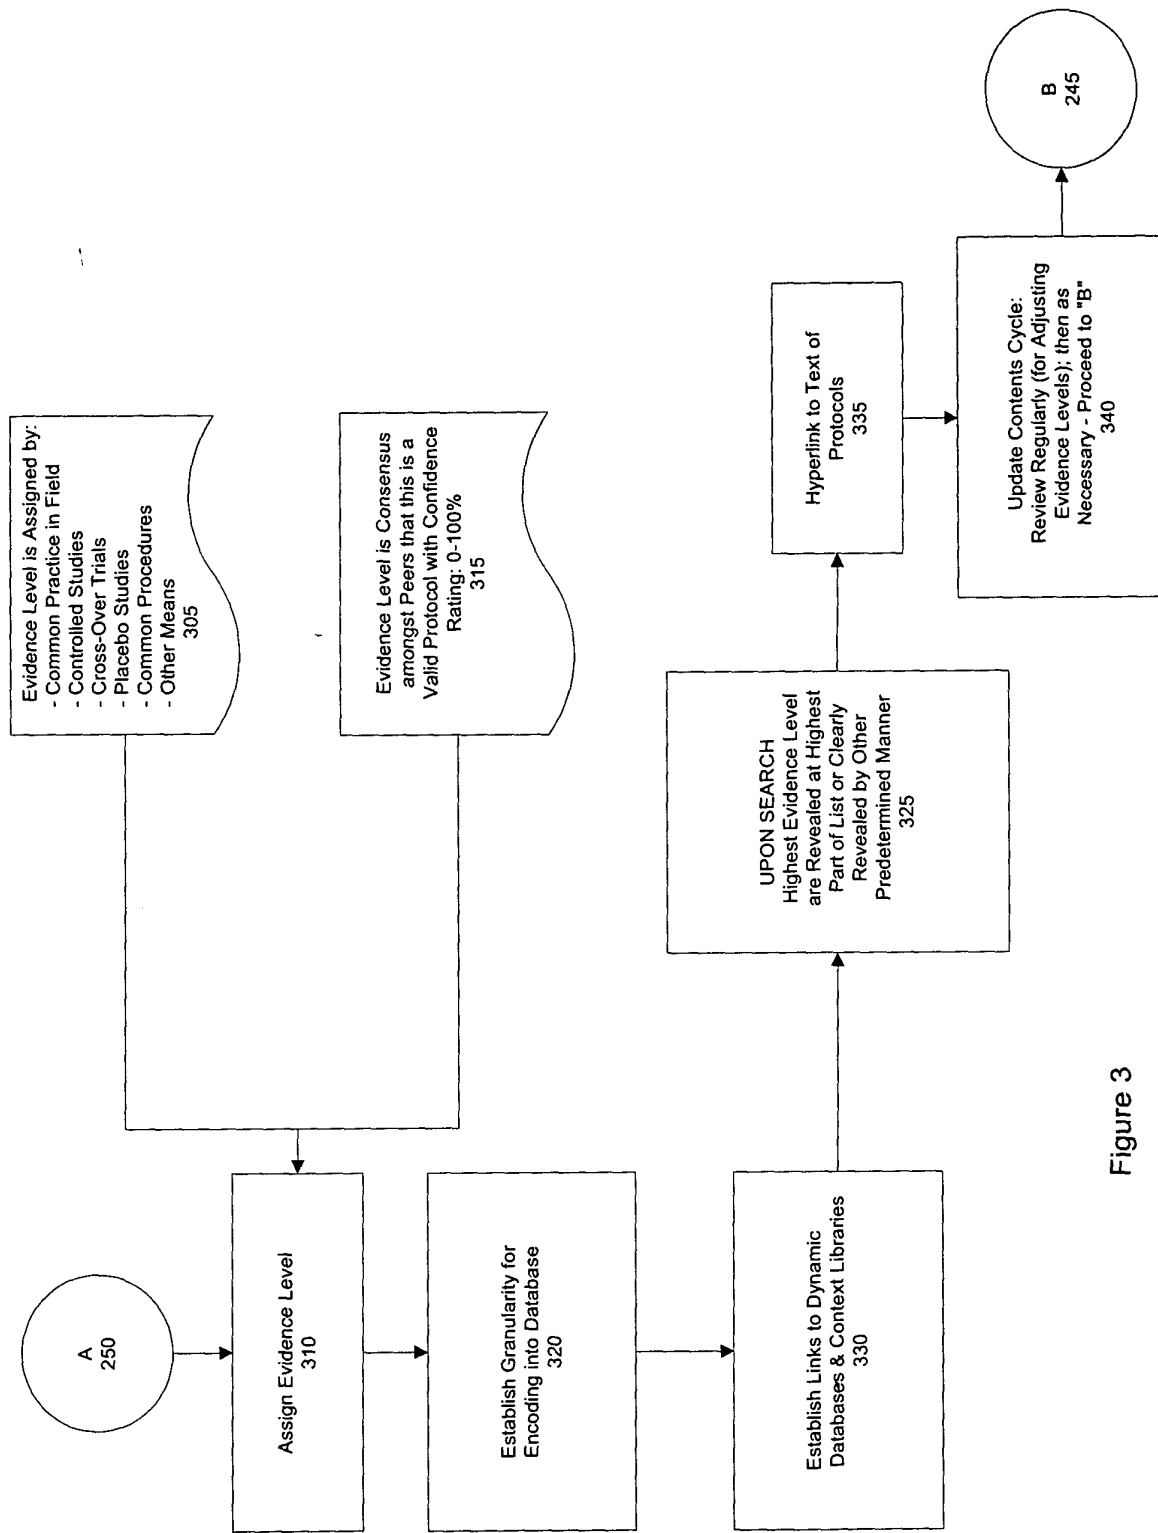 A
250
Assign Evidence Level
310
Evidence Level is Assigned by:
- Common Practice in Field
- Controlled Studies
- Cross-Over Trials
- Placebo Studies
- Common Procedures
- Other Means
305
Evidence Level is Consensus
amongst Peers that this is a
Valid Protocol with Confidence
Rating: 0-100%
315
Establish Granularity for
Encoding into Database
320
Establish Links to Dynamic
Databases & Context Libraries
330
UPON SEARCH
Highest Evidence Level
are Revealed at Highest
Part of List or Clearly
Revealed by Other
Predetermined Manner
325
Hyperlink to Text of
Protocols
335
Update Contents Cycle:
Review Regularly (for Adjusting
Evidence Levels); then as
Necessary - Proceed to "B"
340
B
245
Figure 3